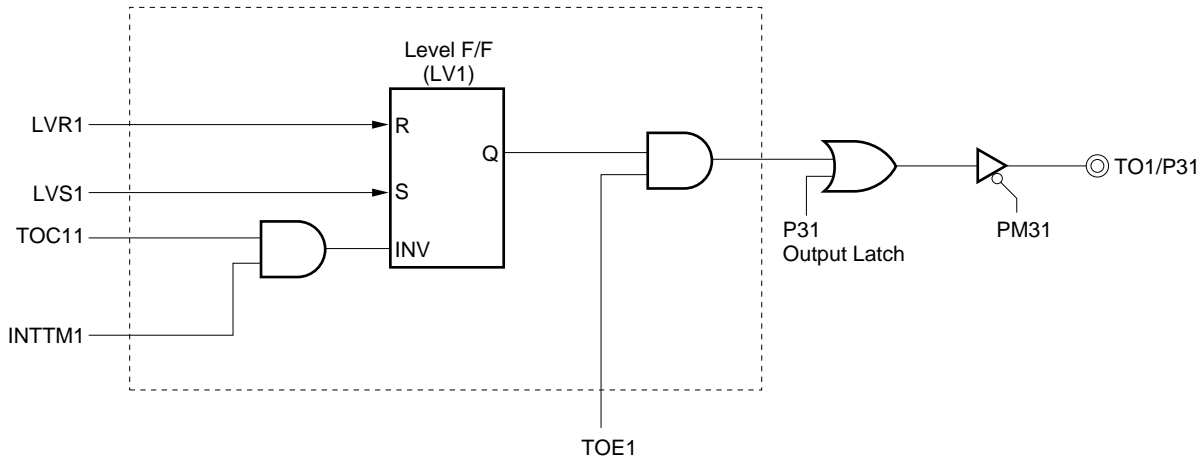 Level F/F
(LV1)
LVR1
R
Q
TO1/P31
LVS1
S
TOC11
P31
PM31
INV
Output Latch
INTTM1
TOE1